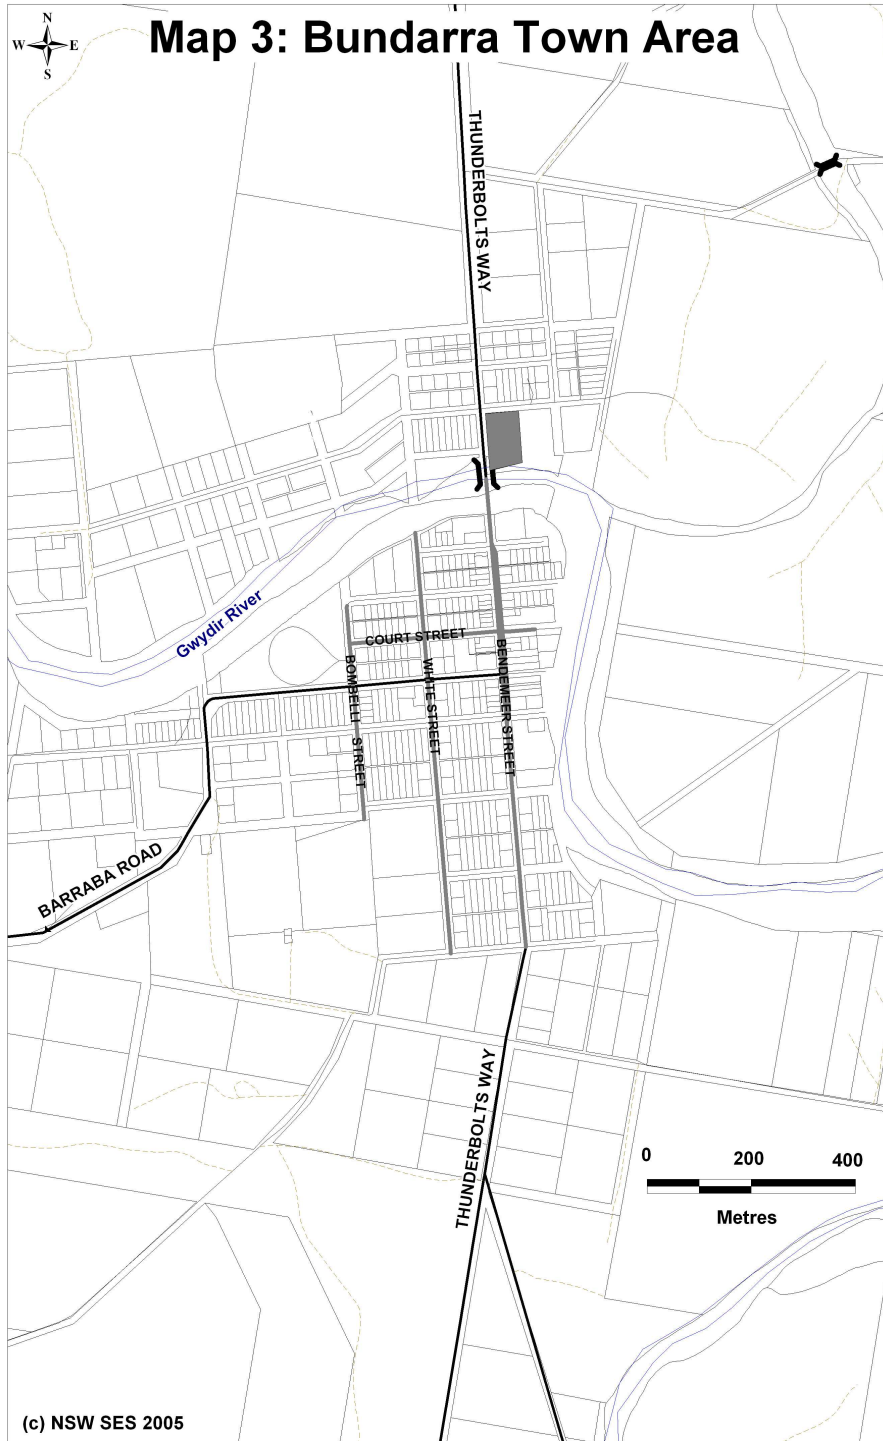 N
Map 3: Bundarra Town Area
W
E
S
THUNDERBOLTS WAY
Gwydir River
COURT STREET
BOMBELLI STREET
WHITE STREET
BENDEMEER STREET
BARRABA ROAD
THUNDERBOLTS WAY
0 200 400
Metres
(c) NSW SES 2005